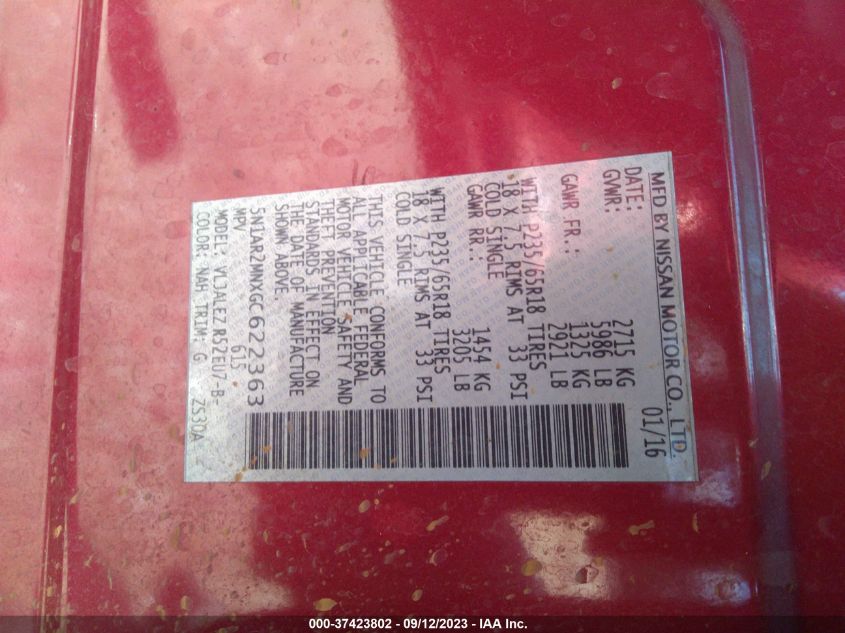 MFD BY NISSAN MOTOR CO., LTD.
DATE: 01/16
GVWR: 2715 KG
5986 LB
GAWR FR.: 1325 KG
2921 LB
WITH P235/65R18 TIRES
18 X 7.5 RIMS AT 33 PSI
COLD SINGLE
GAWR RR.: 1454 KG
3205 LB
WITH P235/65R18 TIRES
18 X 7.5 RIMS AT 33 PSI
COLD SINGLE
THIS VEHICLE CONFORMS TO
ALL APPLICABLE FEDERAL
MOTOR VEHICLE SAFETY AND
THEFT PREVENTION
STANDARDS IN EFFECT ON
THE DATE OF MANUFACTURE
SHOWN ABOVE.
5N1AR2MNXGC622363
MPV 615
MODEL: VL3ALEZ R52EU7-B-
COLOR: NAH TRIM: G ZS3DA
000-37423802 - 09/12/2023 - IAA Inc.